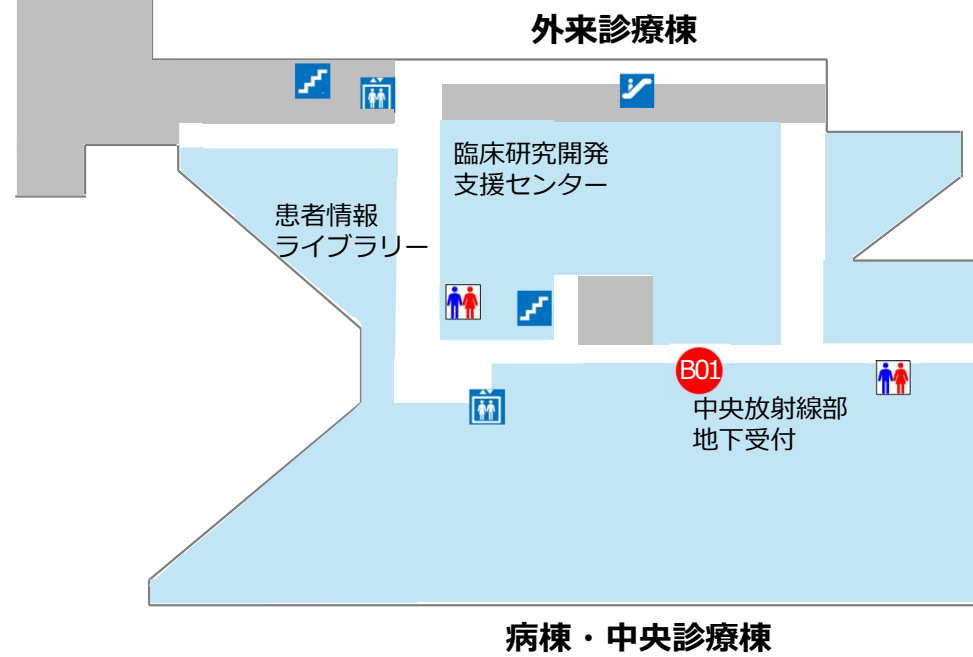 外来診療棟
臨床研究開発
支援センター
患者情報
ライブラリー
B01
中央放射線部
地下受付
病棟・中央診療棟